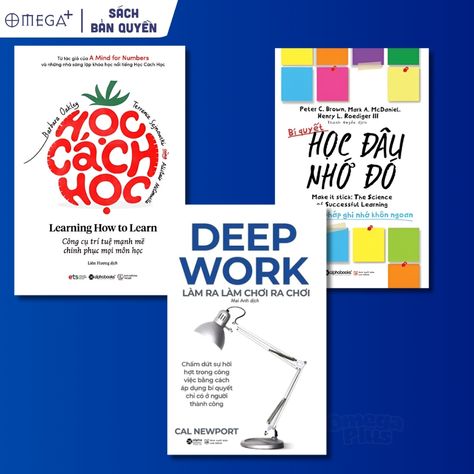 OMEGA+
SÁCH
BẢN QUYỀN
Từ tác giả của A Mind for Numbers
và những nhà sáng lập khóa học nổi tiếng Học Cách Học
Barbara Oakley
Terrence Sejnowski
Alistair McConville
HỌC
CÁCH
HỌC
Learning How to Learn
Công cụ trí tuệ mạnh mẽ
chinh phục mọi môn học
Liên Hương dịch
ets
alphabooks
Peter C. Brown, Mark A. McDaniel,
Henry L. Roediger III
Bí quyết
HỌC ĐÂU
NHỚ ĐÓ
Make it stick: The Science
of Successful Learning
ghi nhớ khôn ngoan
alphabooks
DEEP
WORK
LÀM RA LÀM CHƠI RA CHƠI
Mai Anh dịch
Chấm dứt sự hời
hợt trong công
việc bằng cách
áp dụng bí quyết
chỉ có ở người
thành công
CAL NEWPORT
alpha
Omega
Plus